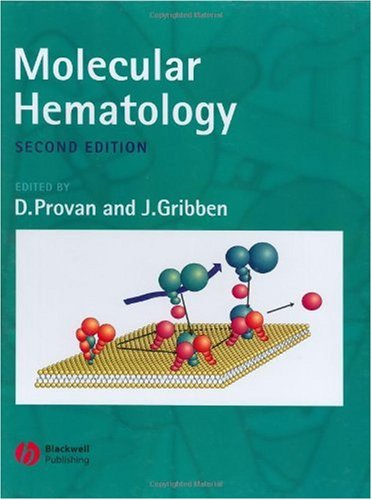 Molecular
Hematology
SECOND EDITION
EDITED BY
D.Provan and J.Gribben
Blackwell
Publishing